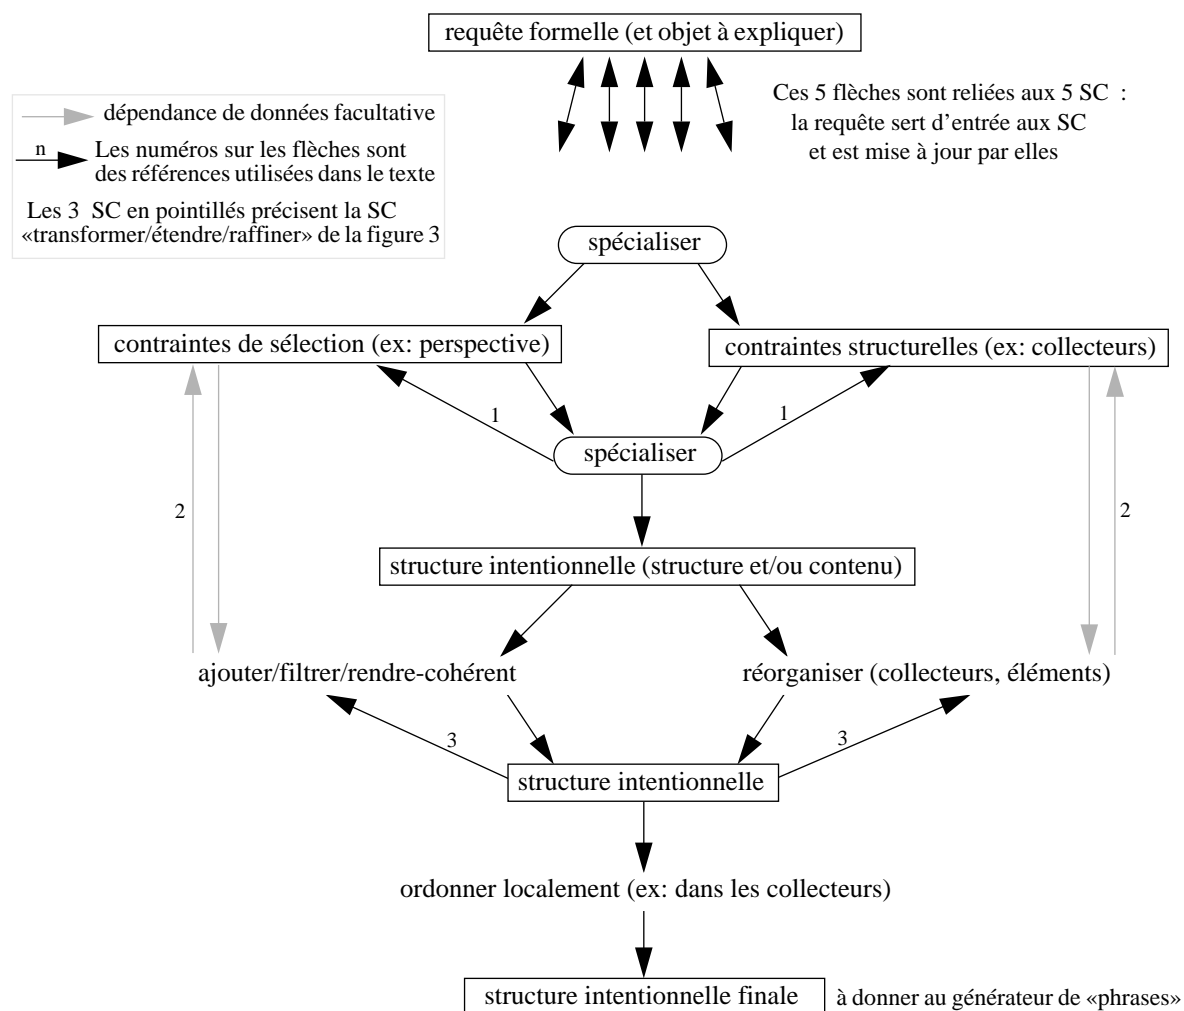 requête formelle (et objet à expliquer)
dépendance de données facultative
n
Les numéros sur les flèches sont
des références utilisées dans le texte
Les 3 SC en pointillés précisent la SC
«transformer/étendre/raffiner» de la figure 3
Ces 5 flèches sont reliées aux 5 SC :
la requête sert d’entrée aux SC
et est mise à jour par elles
spécialiser
contraintes de sélection (ex: perspective)
contraintes structurelles (ex: collecteurs)
1
1
spécialiser
2
2
structure intentionnelle (structure et/ou contenu)
ajouter/filtrer/rendre-cohérent
réorganiser (collecteurs, éléments)
3
3
structure intentionnelle
ordonner localement (ex: dans les collecteurs)
structure intentionnelle finale
à donner au générateur de «phrases»